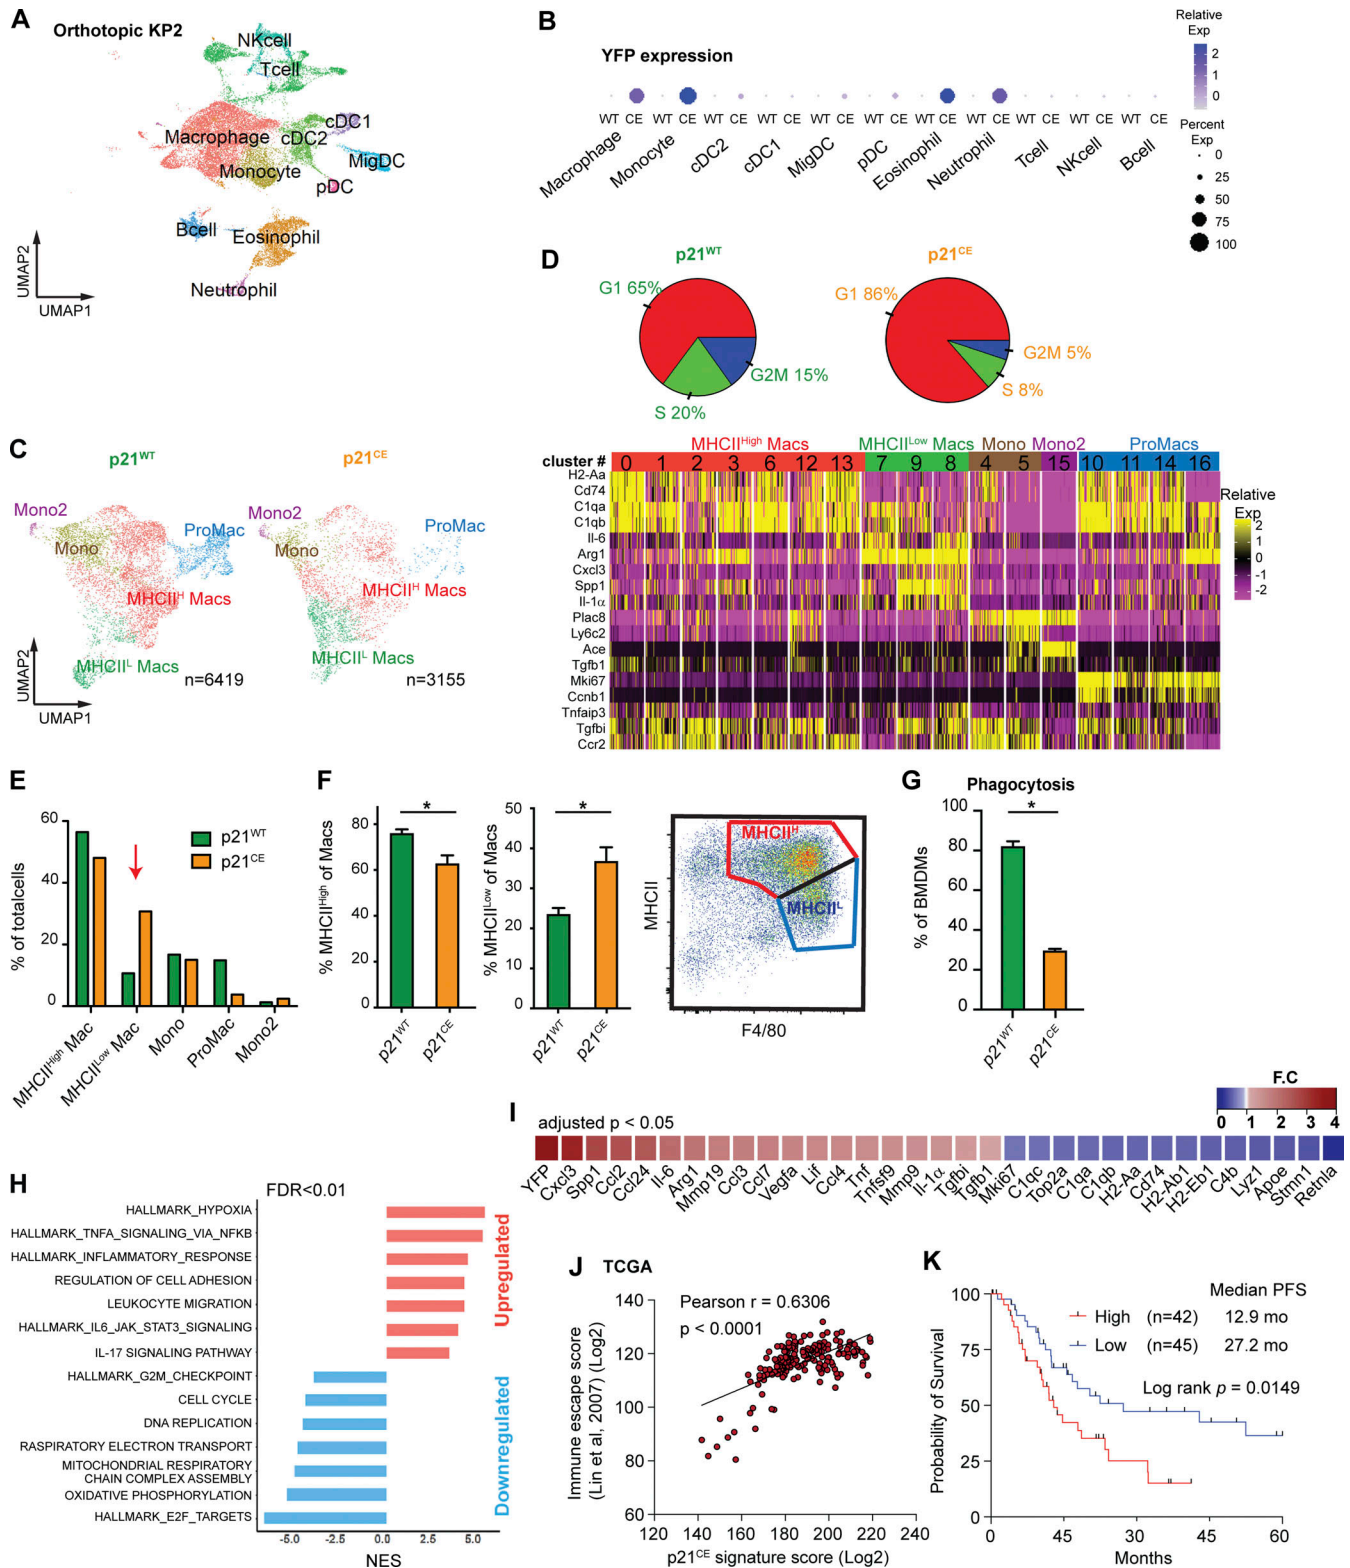 A
Orthotopic KP2
NKcell
Tcell
cDC1
Macrophage
cDC2
MigDC
Monocyte
pDC
Bcell
Eosinophil
Neutrophil
UMAP2
UMAP1
B
YFP expression
WT CE WT CE WT CE WT CE WT CE WT CE WT CE WT CE WT CE WT CE WT CE
Macrophage
Monocyte
cDC2
cDC1
MigDC
pDC
Eosinophil
Neutrophil
Tcell
NKcell
Bcell
Relative
Exp
2
1
0
Percent
Exp
0
25
50
75
100
C
p21WT
p21CE
Mono2
Mono
ProMac
MHCIIH Macs
MHCIIL Macs
n=6419
Mono2
Mono
ProMac
MHCIIH Macs
MHCIIL Macs
n=3155
UMAP2
UMAP1
D
p21WT
G1 65%
G2M 15%
S 20%
p21CE
G1 86%
G2M 5%
S 8%
MHCIIHigh Macs
MHCIILow Macs
Mono
Mono2
ProMacs
cluster # 0 1 2 3 6 12 13 7 9 8 4 5 15 10 11 14 16
H2-Aa
Cd74
C1qa
C1qb
Il-6
Arg1
Cxcl3
Spp1
Il-1α
Plac8
Ly6c2
Ace
Tgfb1
Mki67
Ccnb1
Tnfaip3
Tgfbi
Ccr2
Relative
Exp
2
1
0
-1
-2
E
% of totalcells
60
40
20
0
p21WT
p21CE
MHCIIHigh Mac
MHCIILow Mac
Mono
ProMac
Mono2
F
% MHCIIHigh of Macs
80
60
40
20
0
*
p21WT
p21CE
% MHCIILow of Macs
50
40
30
20
10
0
*
p21WT
p21CE
MHCII
MHCIIH
MHCIIL
F4/80
G
Phagocytosis
% of BMDMs
100
80
60
40
20
0
*
p21WT
p21CE
H
FDR<0.01
HALLMARK_HYPOXIA
HALLMARK_TNFA_SIGNALING_VIA_NFKB
HALLMARK_INFLAMMATORY_RESPONSE
REGULATION OF CELL ADHESION
LEUKOCYTE MIGRATION
HALLMARK_IL6_JAK_STAT3_SIGNALING
IL-17 SIGNALING PATHWAY
HALLMARK_G2M_CHECKPOINT
CELL CYCLE
DNA REPLICATION
RASPIRATORY ELECTRON TRANSPORT
MITOCHONDRIAL RESPIRATORY
CHAIN COMPLEX ASSEMBLY
OXIDATIVE PHOSPHORYLATION
HALLMARK_E2F_TARGETS
Upregulated
Downregulated
-5.0 -2.5 0.0 2.5 5.0
NES
I
adjusted p < 0.05
F.C
0 1 2 3 4
YFP
Cxcl3
Spp1
Ccl2
Ccl24
Il-6
Arg1
Mmp19
Ccl3
Ccl7
Vegfa
Lif
Ccl4
Tnf
Tnfsf9
Mmp9
Il-1α
Tgfbi
Tgfb1
Mki67
C1qc
Top2a
C1qa
C1qb
H2-Aa
Cd74
H2-Ab1
H2-Eb1
C4b
Lyz1
Apoe
Stmn1
Retnla
J
TCGA
Pearson r = 0.6306
p < 0.0001
Immune escape score
(Lin et al, 2007) (Log2)
140
120
100
80
60
120 140 160 180 200 220 240
p21CE signature score (Log2)
K
Probability of Survival
100
75
50
25
0
Median PFS
High (n=42) 12.9 mo
Low (n=45) 27.2 mo
Log rank p = 0.0149
0 45 30 45 60
Months